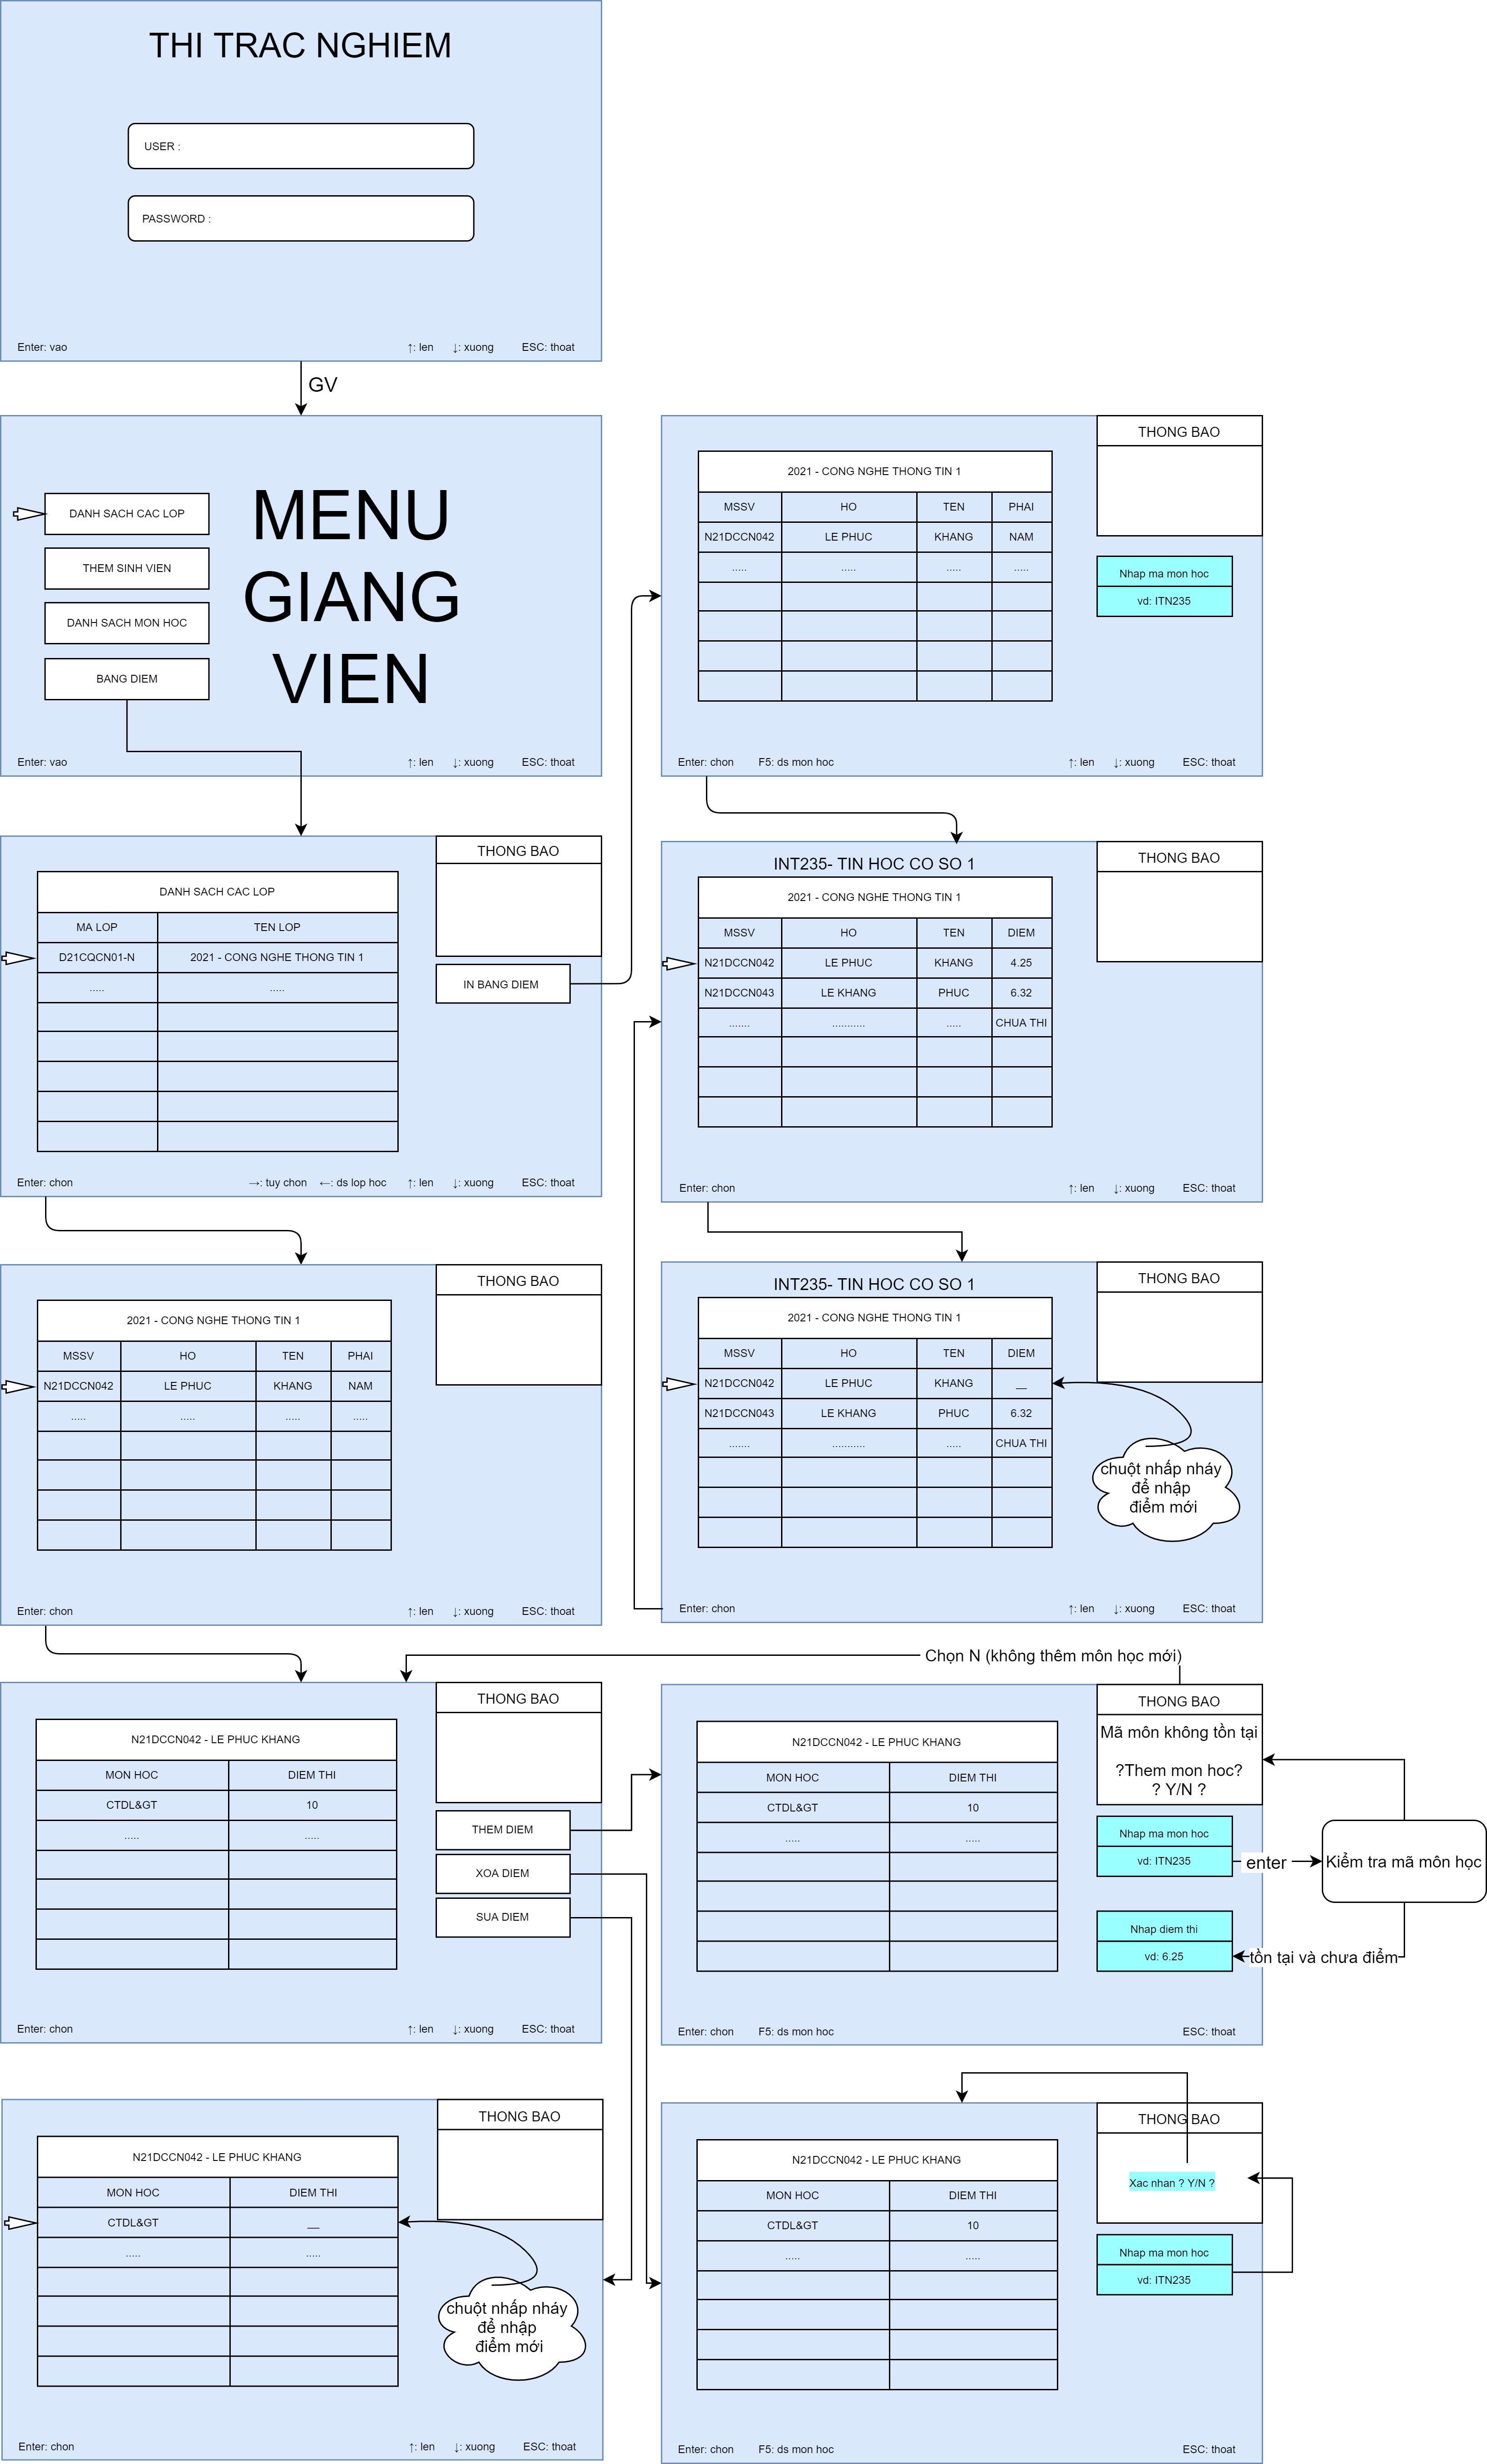 THI TRAC NGHIEM
USER :
PASSWORD :
Enter: vao ↑: len ↓: xuong ESC: thoat
GV
DANH SACH CAC LOP
THEM SINH VIEN
DANH SACH MON HOC
BANG DIEM
MENU
GIANG
VIEN
Enter: vao ↑: len ↓: xuong ESC: thoat
THONG BAO
2021 - CONG NGHE THONG TIN 1
MSSV HO TEN PHAI
N21DCCN042 LE PHUC KHANG NAM
..... ..... ..... .....
Nhap ma mon hoc
vd: ITN235
Enter: chon F5: ds mon hoc ↑: len ↓: xuong ESC: thoat
THONG BAO
DANH SACH CAC LOP
MA LOP TEN LOP
D21CQCN01-N 2021 - CONG NGHE THONG TIN 1
..... .....
IN BANG DIEM
Enter: chon →: tuy chon ←: ds lop hoc ↑: len ↓: xuong ESC: thoat
INT235- TIN HOC CO SO 1
THONG BAO
2021 - CONG NGHE THONG TIN 1
MSSV HO TEN DIEM
N21DCCN042 LE PHUC KHANG 4.25
N21DCCN043 LE KHANG PHUC 6.32
....... ........... ..... CHUA THI
Enter: chon ↑: len ↓: xuong ESC: thoat
THONG BAO
2021 - CONG NGHE THONG TIN 1
MSSV HO TEN PHAI
N21DCCN042 LE PHUC KHANG NAM
..... ..... ..... .....
Enter: chon ↑: len ↓: xuong ESC: thoat
INT235- TIN HOC CO SO 1
THONG BAO
2021 - CONG NGHE THONG TIN 1
MSSV HO TEN DIEM
N21DCCN042 LE PHUC KHANG __
N21DCCN043 LE KHANG PHUC 6.32
....... ........... ..... CHUA THI
chuột nhấp nháy
để nhập
điểm mới
Enter: chon ↑: len ↓: xuong ESC: thoat
Chọn N (không thêm môn học mới)
THONG BAO
N21DCCN042 - LE PHUC KHANG
MON HOC DIEM THI
CTDL&GT 10
..... .....
THEM DIEM
XOA DIEM
SUA DIEM
Enter: chon ↑: len ↓: xuong ESC: thoat
THONG BAO
Mã môn không tồn tại
?Them mon hoc?
? Y/N ?
N21DCCN042 - LE PHUC KHANG
MON HOC DIEM THI
CTDL&GT 10
..... .....
Nhap ma mon hoc
vd: ITN235
enter
Kiểm tra mã môn học
Nhap diem thi
vd: 6.25
tồn tại và chưa điểm
Enter: chon F5: ds mon hoc ESC: thoat
THONG BAO
N21DCCN042 - LE PHUC KHANG
MON HOC DIEM THI
CTDL&GT __
..... .....
chuột nhấp nháy
để nhập
điểm mới
Enter: chon ↑: len ↓: xuong ESC: thoat
THONG BAO
Xac nhan ? Y/N ?
N21DCCN042 - LE PHUC KHANG
MON HOC DIEM THI
CTDL&GT 10
..... .....
Nhap ma mon hoc
vd: ITN235
Enter: chon F5: ds mon hoc ESC: thoat